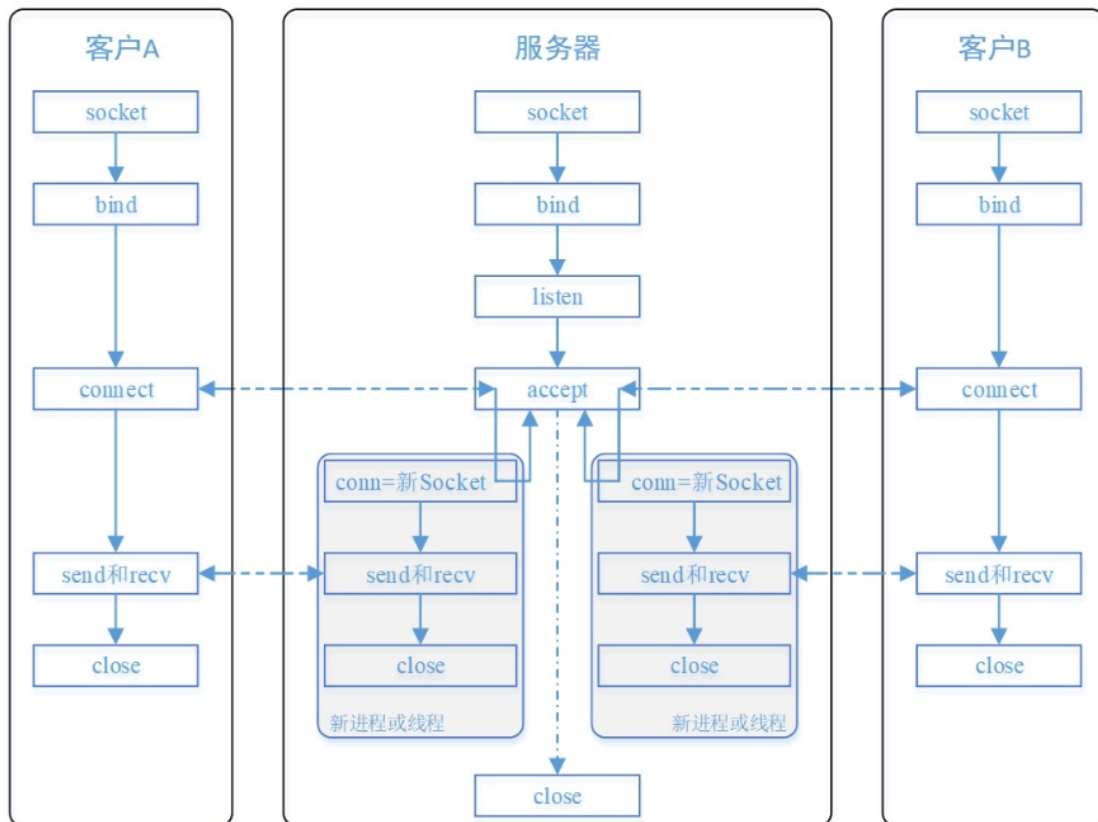 客户A
socket
bind
connect
send和recv
close
服务器
socket
bind
listen
accept
conn=新Socket
send和recv
close
新进程或线程
conn=新Socket
send和recv
close
新进程或线程
close
客户B
socket
bind
connect
send和recv
close